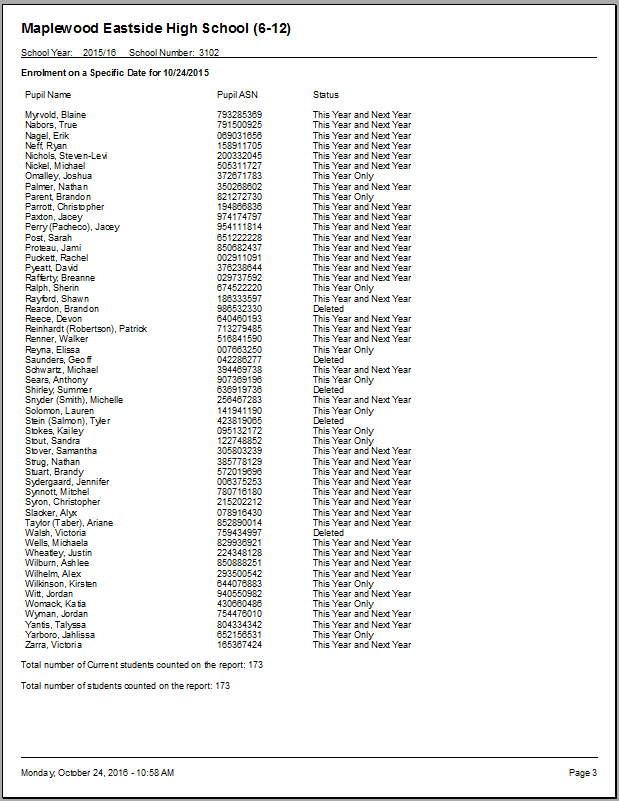 Maplewood Eastside High School (6-12)
School Year: 2015/16 School Number: 3102
Enrolment on a Specific Date for 10/24/2015
Pupil Name Pupil ASN Status
Myrvold, Blaine 793285369 This Year and Next Year
Nabors, True 791500925 This Year and Next Year
Nagel, Erik 069031656 This Year and Next Year
Neff, Ryan 158911705 This Year and Next Year
Nichols, Steven-Levi 200332045 This Year and Next Year
Nickel, Michael 505311727 This Year and Next Year
Omalley, Joshua 372671783 This Year Only
Palmer, Nathan 350268602 This Year and Next Year
Parent, Brandon 821272730 This Year Only
Parrott, Christopher 194866836 This Year and Next Year
Paxton, Jacey 974174797 This Year and Next Year
Perry (Pacheco), Jacey 954111814 This Year and Next Year
Post, Sarah 651222228 This Year and Next Year
Proteau, Jami 850682437 This Year and Next Year
Puckett, Rachel 002911091 This Year and Next Year
Pyeatt, David 376238644 This Year and Next Year
Rafferty, Breanne 029737592 This Year and Next Year
Ralph, Sherin 674522220 This Year Only
Rayford, Shawn 186333597 This Year and Next Year
Reardon, Brandon 986532330 Deleted
Reece, Devon 640460193 This Year and Next Year
Reinhardt (Robertson), Patrick 713279485 This Year and Next Year
Renner, Walker 516841590 This Year and Next Year
Reyna, Elissa 007663250 This Year Only
Saunders, Geoff 042286277 Deleted
Schwartz, Michael 394469738 This Year and Next Year
Sears, Anthony 907369196 This Year Only
Shirley, Summer 636919736 Deleted
Snyder (Smith), Michelle 256467283 This Year and Next Year
Solomon, Lauren 141941190 This Year Only
Stein (Salmon), Tyler 423819065 Deleted
Stokes, Kailey 095132172 This Year Only
Stout, Sandra 122748852 This Year Only
Stover, Samantha 305803239 This Year and Next Year
Strug, Nathan 385778129 This Year and Next Year
Stuart, Brandy 572019696 This Year and Next Year
Sydergaard, Jennifer 006375253 This Year and Next Year
Synnott, Mitchel 780716180 This Year and Next Year
Syron, Christopher 215202212 This Year and Next Year
Slacker, Alyx 078916430 This Year and Next Year
Taylor (Taber), Ariane 852890014 This Year and Next Year
Walsh, Victoria 759434997 Deleted
Wells, Michaela 829936921 This Year and Next Year
Wheatley, Justin 224348128 This Year and Next Year
Wilburn, Ashlee 850888251 This Year and Next Year
Wilhelm, Alex 293500542 This Year and Next Year
Wilkinson, Kirsten 644076883 This Year Only
Witt, Jordan 940550982 This Year and Next Year
Womack, Katia 430660486 This Year Only
Wyman, Jordan 754476010 This Year and Next Year
Yantis, Talyssa 804334342 This Year and Next Year
Yarboro, Jahlissa 652156531 This Year Only
Zarra, Victoria 165367424 This Year and Next Year
Total number of Current students counted on the report: 173
Total number of students counted on the report: 173
Monday, October 24, 2016 - 10:58 AM Page 3